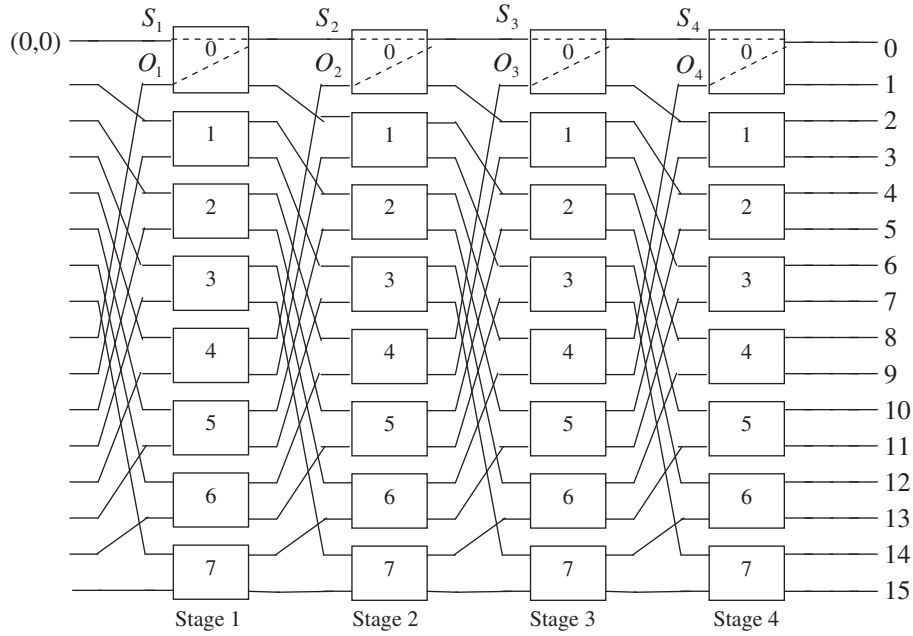 S₁ S₂ S₃ S₄
(0,0) 0 0 0 0 0
O₁ O₂ O₃ O₄ 1
2
1 1 1 1
3
4
2 2 2 2
5
6
3 3 3 3
7
8
4 4 4 4
9
10
5 5 5 5
11
12
6 6 6 6
13
14
7 7 7 7
15
Stage 1 Stage 2 Stage 3 Stage 4